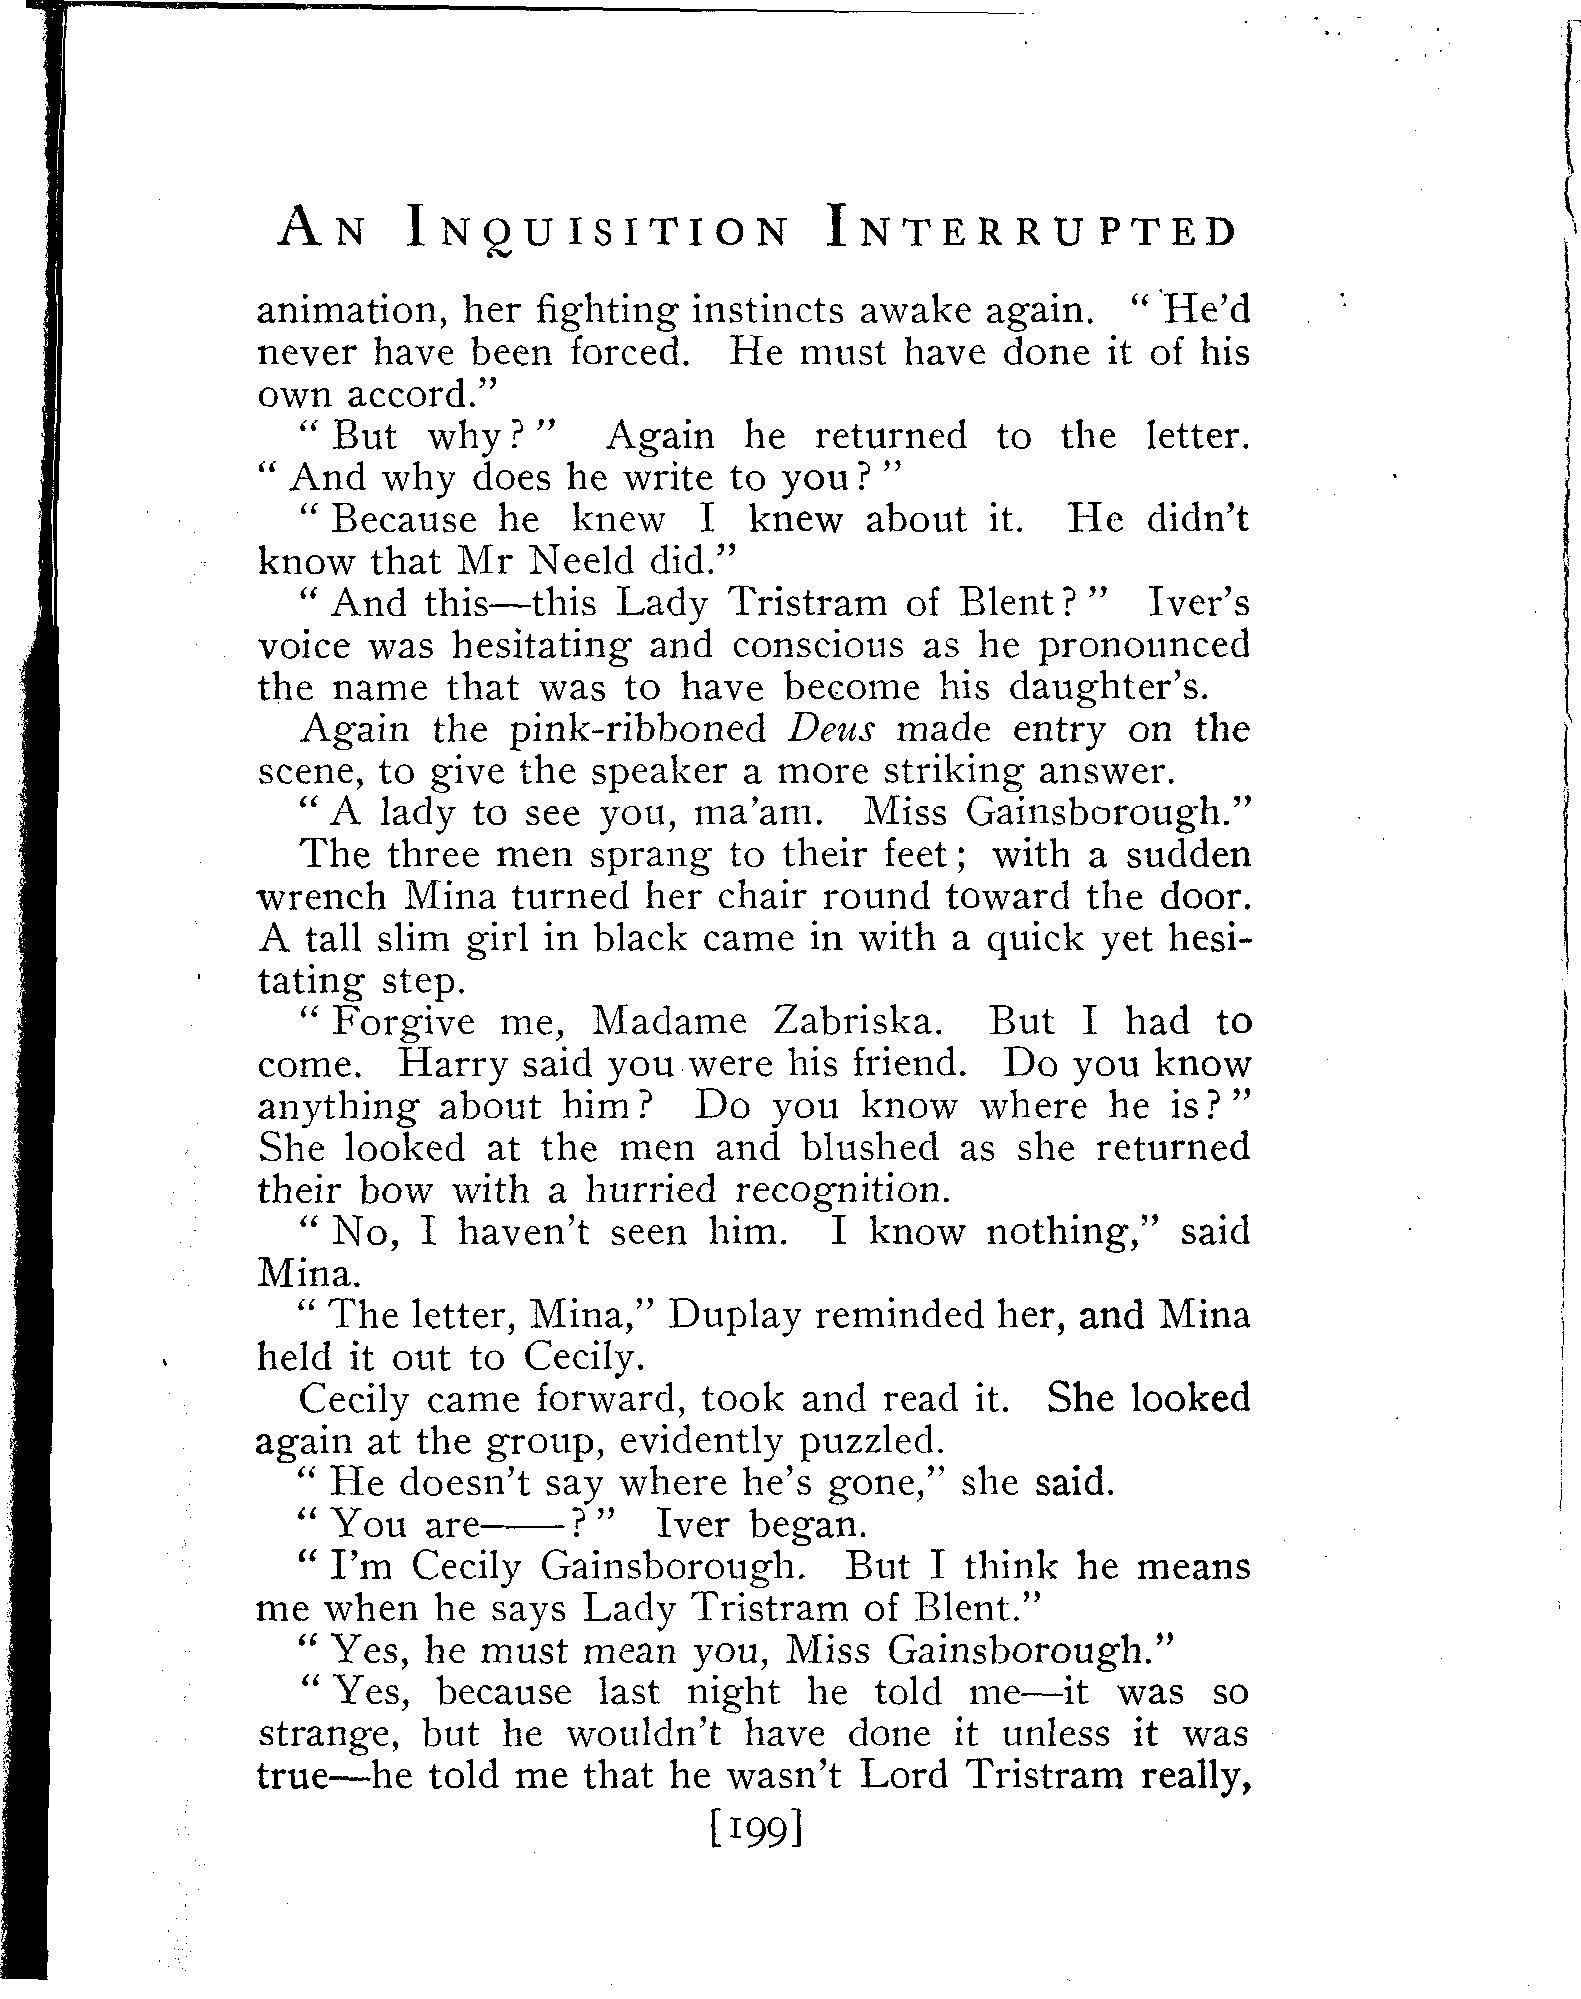 AN INQUISITION INTERRUPTED
animation, her fighting instincts awake again. “ He’d
never have been forced. He must have done it of his
own accord.”
“ But why? ” Again he returned to the letter.
“ And why does he write to you? ”
“ Because he knew I knew about it. He didn’t
know that Mr Neeld did.”
“ And this—this Lady Tristram of Blent? ” Iver’s
voice was hesitating and conscious as he pronounced
the name that was to have become his daughter’s.
Again the pink-ribboned Deus made entry on the
scene, to give the speaker a more striking answer.
“ A lady to see you, ma’am. Miss Gainsborough.”
The three men sprang to their feet ; with a sudden
wrench Mina turned her chair round toward the door.
A tall slim girl in black came in with a quick yet hesi-
tating step.
“ Forgive me, Madame Zabriska. But I had to
come. Harry said you were his friend. Do you know
anything about him? Do you know where he is? ”
She looked at the men and blushed as she returned
their bow with a hurried recognition.
“ No, I haven’t seen him. I know nothing,” said
Mina.
“ The letter, Mina,” Duplay reminded her, and Mina
held it out to Cecily.
Cecily came forward, took and read it. She looked
again at the group, evidently puzzled.
“ He doesn’t say where he’s gone,” she said.
“ You are——? ” Iver began.
“ I’m Cecily Gainsborough. But I think he means
me when he says Lady Tristram of Blent.”
“ Yes, he must mean you, Miss Gainsborough.”
“ Yes, because last night he told me—it was so
strange, but he wouldn’t have done it unless it was
true—he told me that he wasn’t Lord Tristram really,
[199]